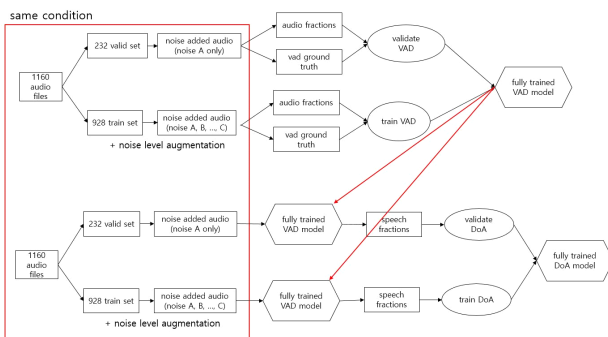 same condition
1160
audio
files
232 valid set
noise added audio
(noise A only)
audio fractions
vad ground
truth
validate
VAD
fully trained
VAD model
928 train set
noise added audio
(noise A, B, ..., C)
+ noise level augmentation
audio fractions
vad ground
truth
train VAD
1160
audio
files
232 valid set
noise added audio
(noise A only)
fully trained
VAD model
speech
fractions
validate
DoA
fully trained
DoA model
928 train set
noise added audio
(noise A, B, ..., C)
+ noise level augmentation
fully trained
VAD model
speech
fractions
train DoA